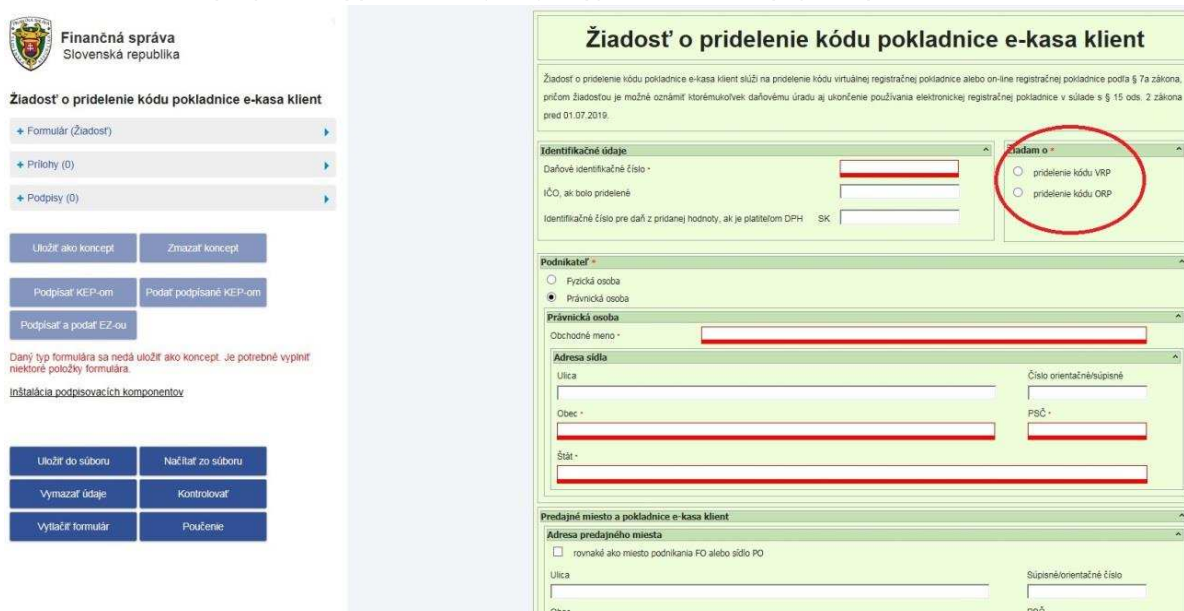 Finančná správa
Slovenská republika
Žiadosť o pridelenie kódu pokladnice e-kasa klient
+ Formulár (Žiadosť)
+ Prílohy (0)
+ Podpisy (0)
Uložiť ako koncept
Zmazať koncept
Podpísať KEP-om
Podať podpísané KEP-om
Podpísať a podať EZ-ou
Daný typ formulára sa nedá uložiť ako koncept. Je potrebné vyplniť
niektoré položky formulára.
Inštalácia podpisovacích komponentov
Uložiť do súboru
Načítať zo súboru
Vymazať údaje
Kontrolovať
Vytlačiť formulár
Poučenie
Žiadosť o pridelenie kódu pokladnice e-kasa klient
Žiadosť o pridelenie kódu pokladnice e-kasa klient slúži na pridelenie kódu virtuálnej registračnej pokladnice alebo on-line registračnej pokladnice podľa § 7a zákona,
pričom žiadosťou je možné oznámiť ktorémukoľvek daňovému úradu aj ukončenie používania elektronickej registračnej pokladnice v súlade s § 15 ods. 2 zákona
pred 01.07.2019.
Identifikačné údaje
Daňové identifikačné číslo *
IČO, ak bolo pridelené
Identifikačné číslo pre daň z pridanej hodnoty, ak je platiteľom DPH SK
Žiadam o *
pridelenie kódu VRP
pridelenie kódu ORP
Podnikateľ *
Fyzická osoba
Právnická osoba
Právnická osoba
Obchodné meno *
Adresa sídla
Ulica
Číslo orientačné/súpisné
Obec *
PSČ *
Štát *
Predajné miesto a pokladnice e-kasa klient
Adresa predajného miesta
rovnaké ako miesto podnikania FO alebo sídlo PO
Ulica
Súpisné/orientačné číslo
Obec
PSČ